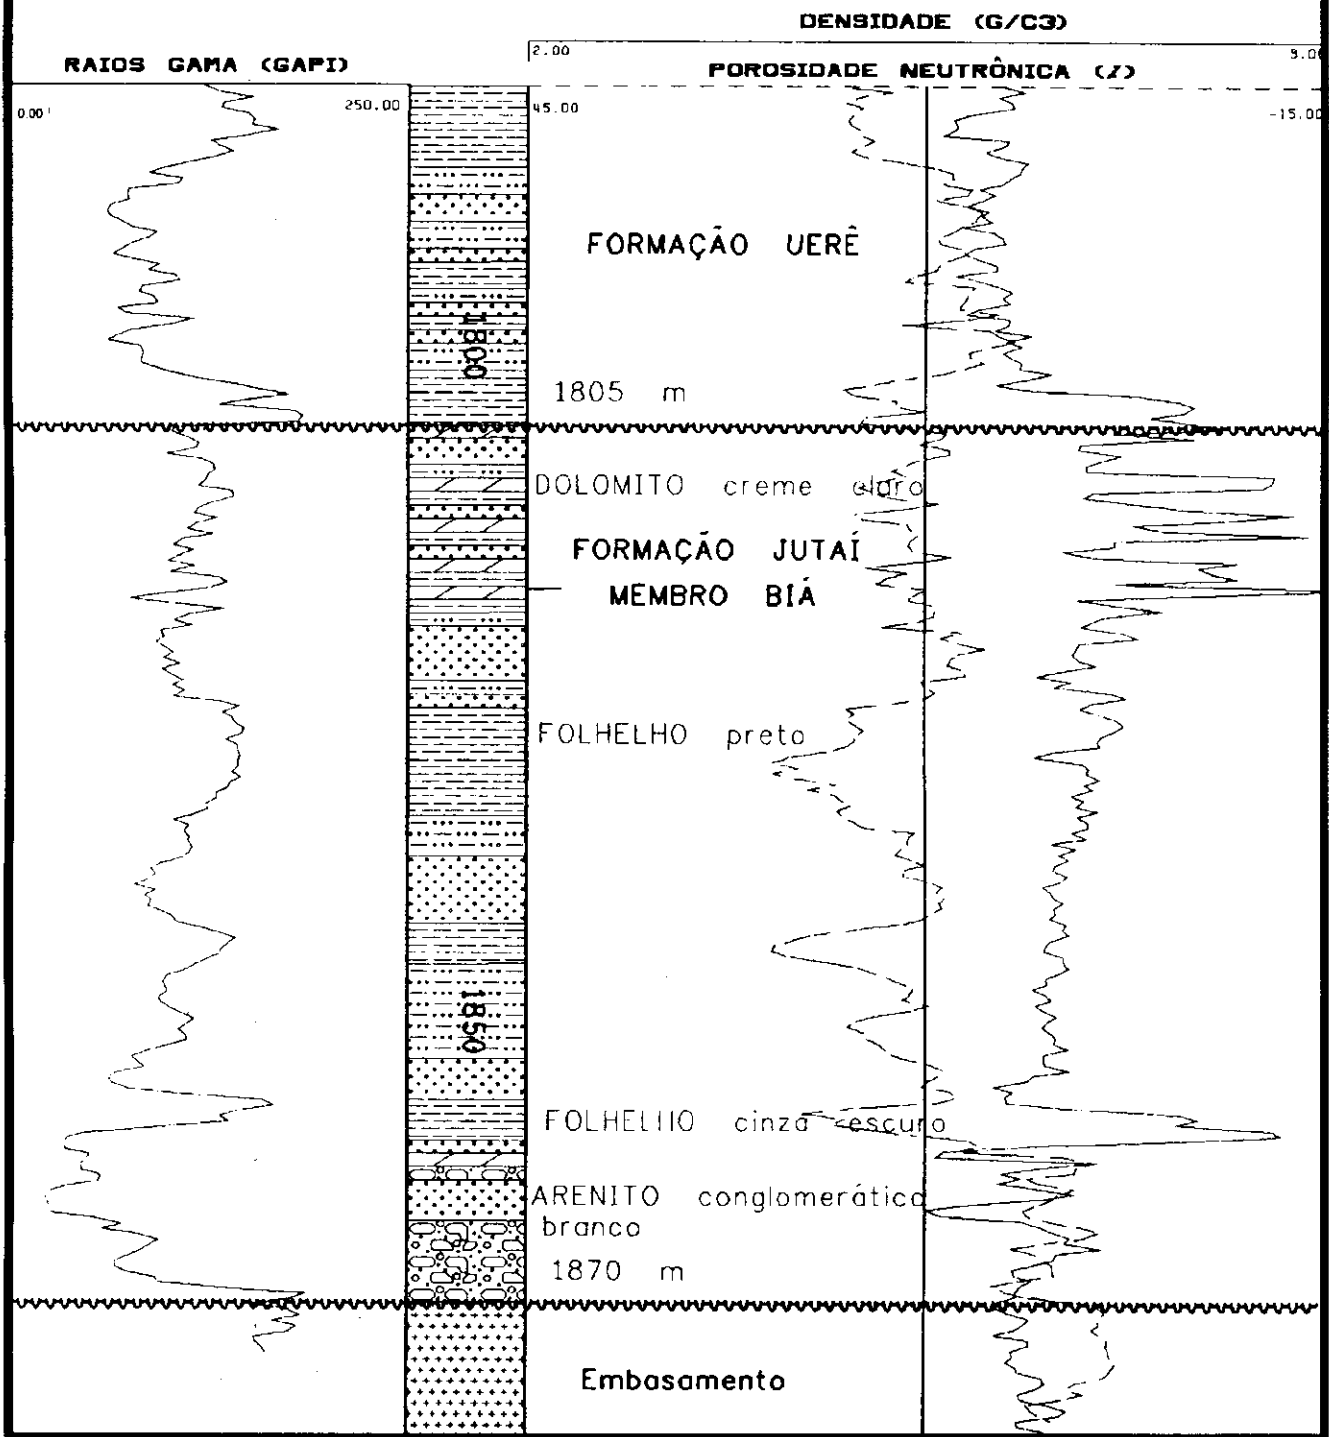 DENSIDADE (G/C3)
2.00 3.00
RAIOS GAMA (GAPI)
POROSIDADE NEUTRÔNICA (%)
0.00 250.00
45.00 -15.00
FORMAÇÃO UERÊ
1800
1805 m
DOLOMITO creme claro
FORMAÇÃO JUTAÍ
MEMBRO BIÁ
FOLHELHO preto
1850
FOLHELHO cinza escuro
ARENITO conglomerática
branco
1870 m
Embasamento